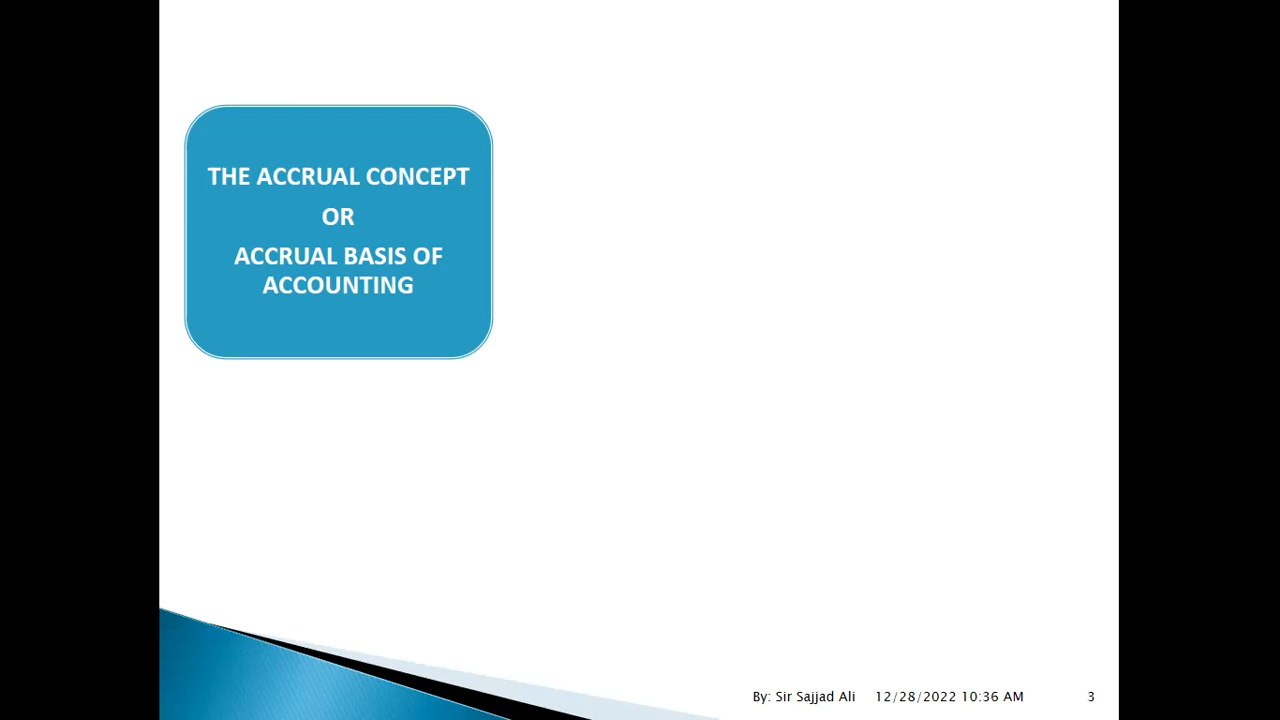 THE ACCRUAL CONCEPT
OR
ACCRUAL BASIS OF
ACCOUNTING
By: Sir Sajjad Ali 12/28/2022 10:36 AM 3